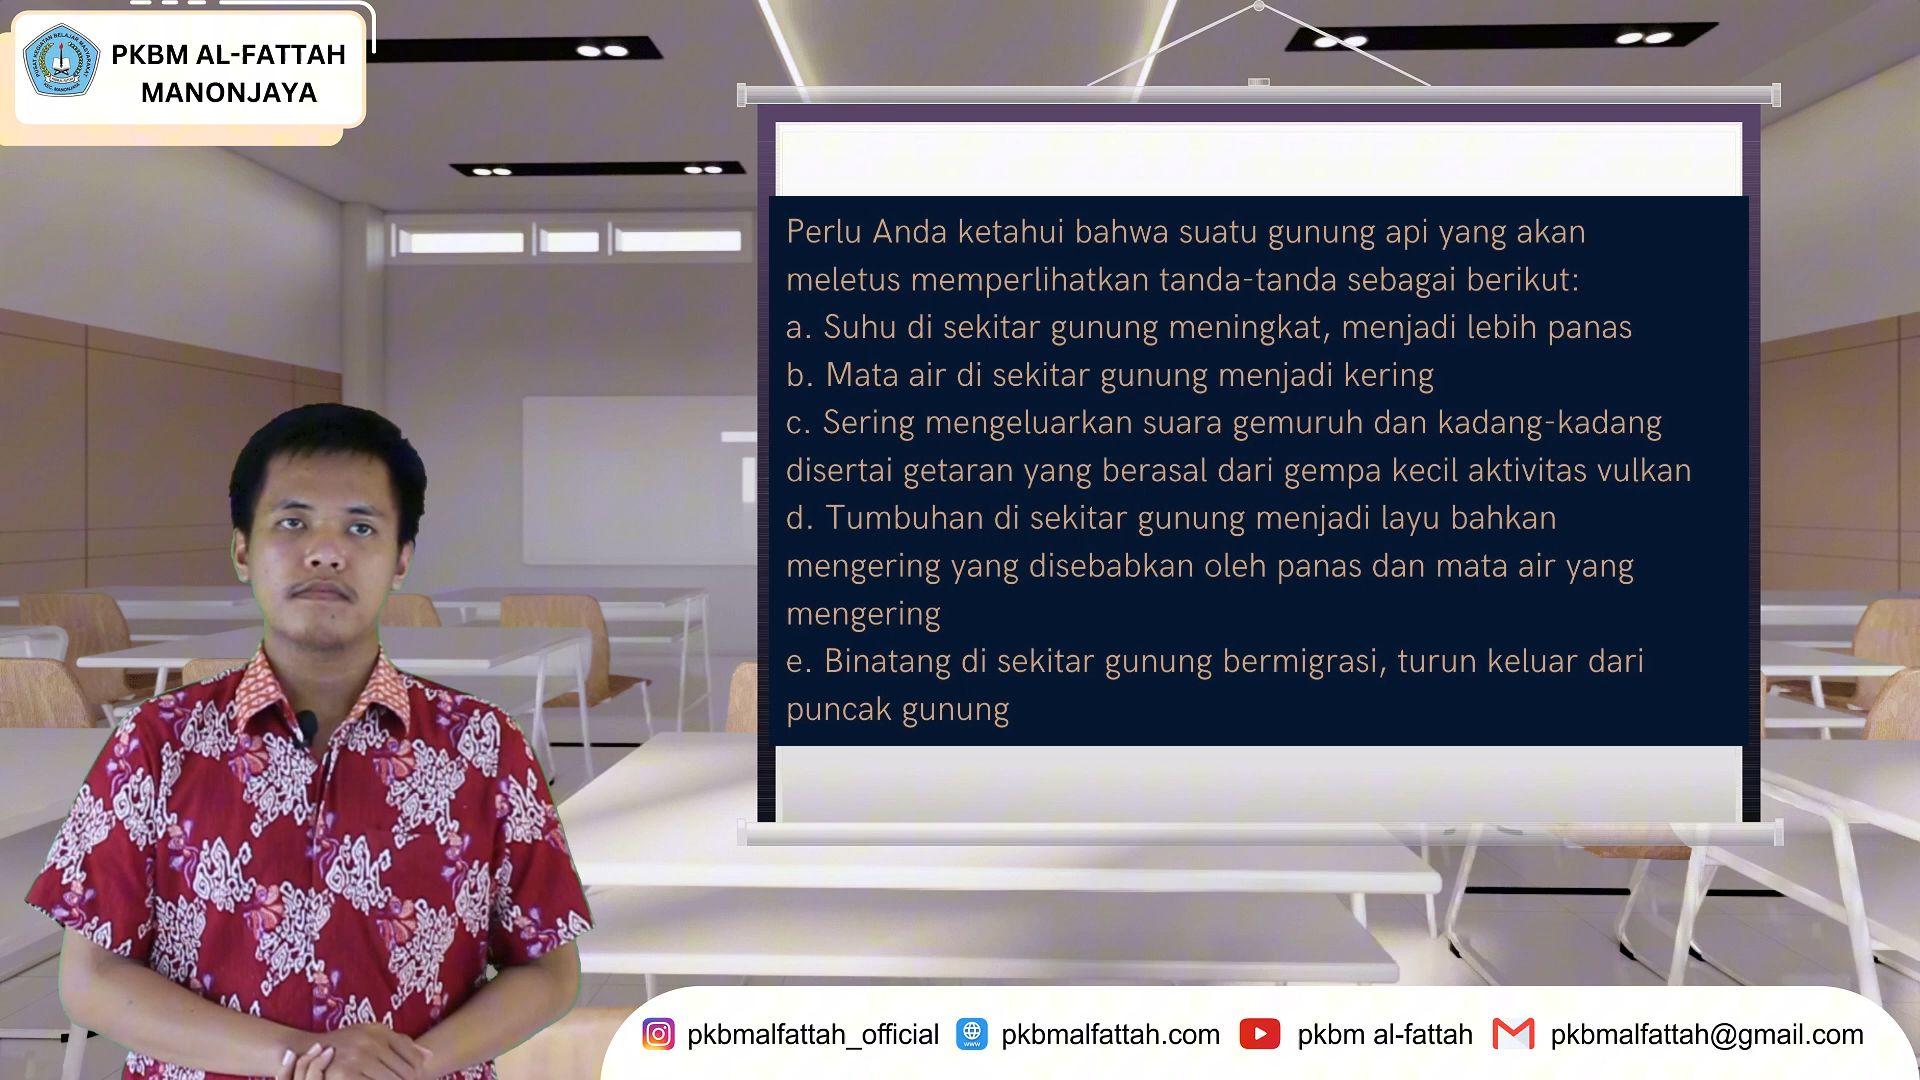 PKBM AL-FATTAH
MANONJAYA
Perlu Anda ketahui bahwa suatu gunung api yang akan
meletus memperlihatkan tanda-tanda sebagai berikut:
a. Suhu di sekitar gunung meningkat, menjadi lebih panas
b. Mata air di sekitar gunung menjadi kering
c. Sering mengeluarkan suara gemuruh dan kadang-kadang
disertai getaran yang berasal dari gempa kecil aktivitas vulkan
d. Tumbuhan di sekitar gunung menjadi layu bahkan
mengering yang disebabkan oleh panas dan mata air yang
mengering
e. Binatang di sekitar gunung bermigrasi, turun keluar dari
puncak gunung
pkbmalfattah_official pkbmalfattah.com pkbm al-fattah pkbmalfattah@gmail.com